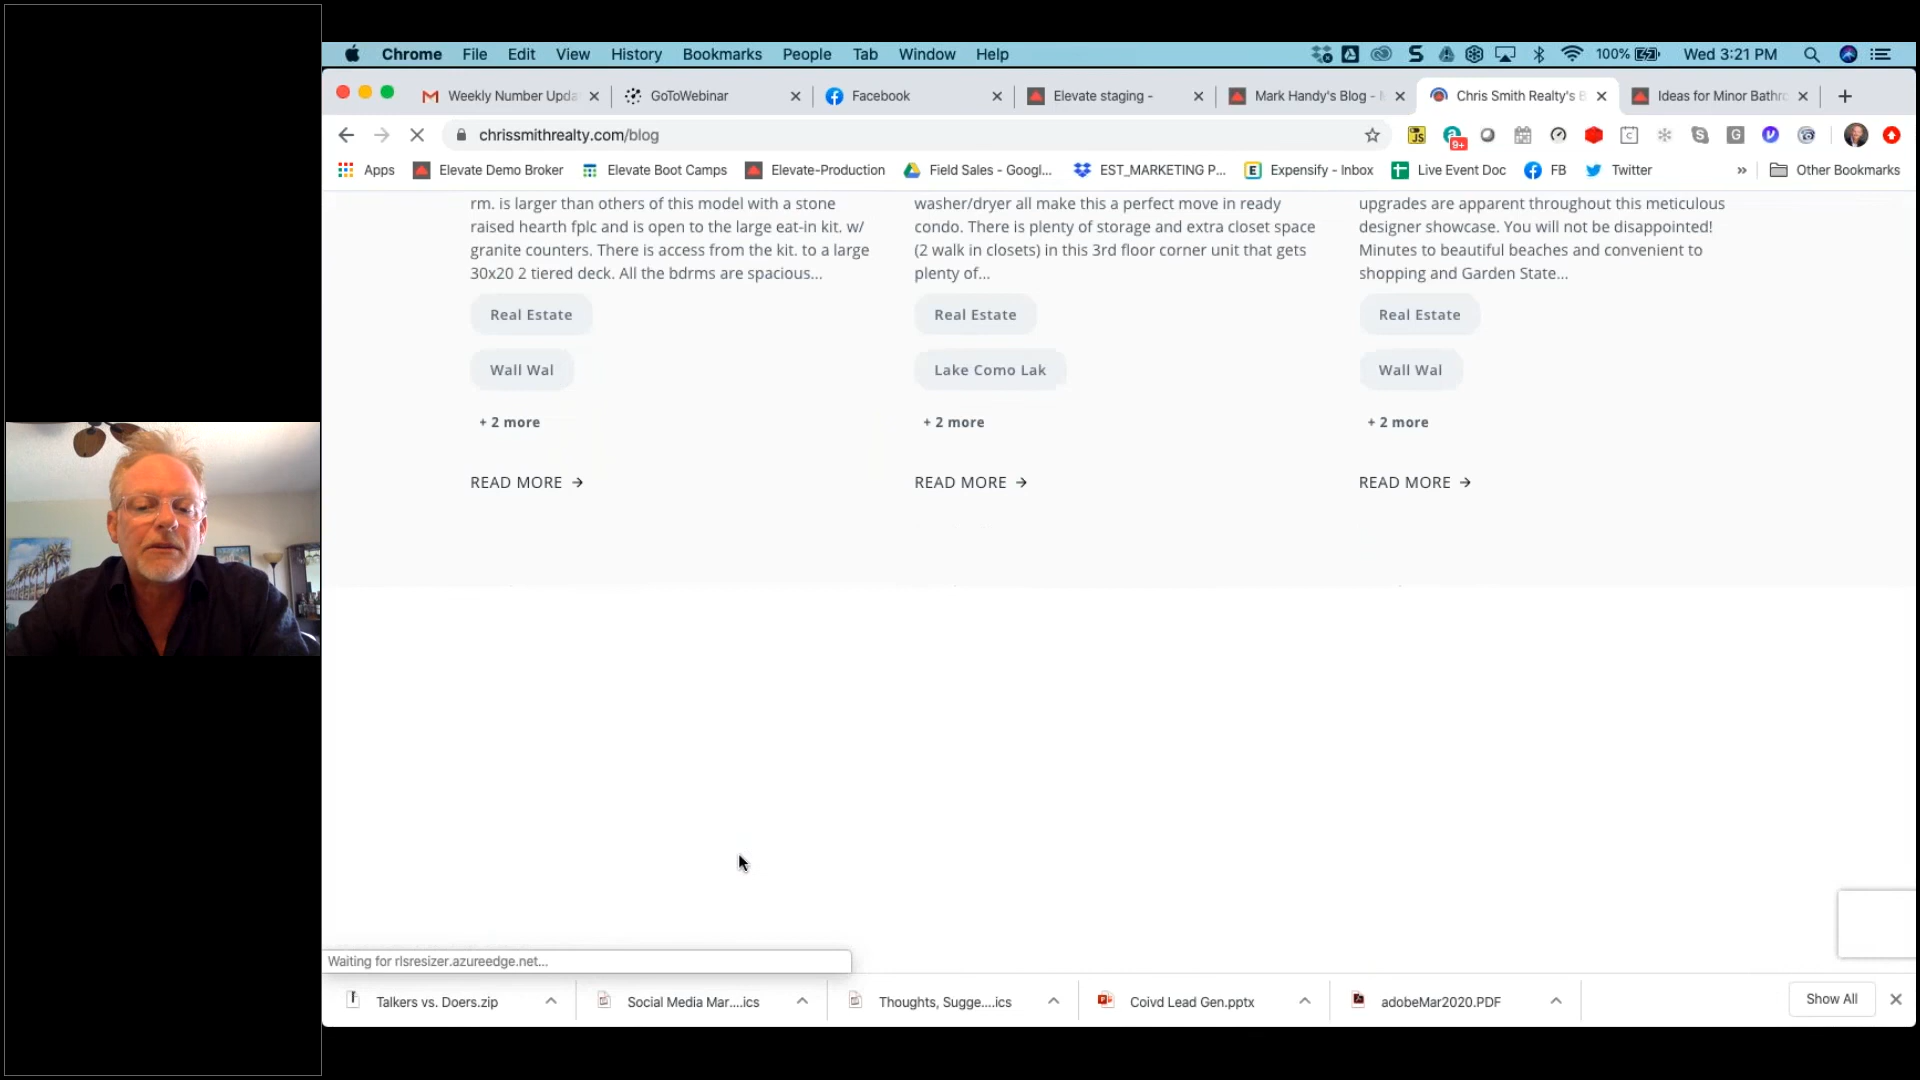 Chrome File Edit View History Bookmarks People Tab Window Help 100% Wed 3:21 PM
Weekly Number Upda GoToWebinar Facebook Elevate staging - Mark Handy's Blog - Chris Smith Realty's B Ideas for Minor Bathro
chrissmithrealty.com/blog
9+
Apps Elevate Demo Broker Elevate Boot Camps Elevate-Production Field Sales - Googl... EST_MARKETING P... Expensify - Inbox Live Event Doc FB Twitter » Other Bookmarks
rm. is larger than others of this model with a stone
raised hearth fplc and is open to the large eat-in kit. w/
granite counters. There is access from the kit. to a large
30x20 2 tiered deck. All the bdrms are spacious...
Real Estate
Wall Wal
+ 2 more
READ MORE →
washer/dryer all make this a perfect move in ready
condo. There is plenty of storage and extra closet space
(2 walk in closets) in this 3rd floor corner unit that gets
plenty of...
Real Estate
Lake Como Lak
+ 2 more
READ MORE →
upgrades are apparent throughout this meticulous
designer showcase. You will not be disappointed!
Minutes to beautiful beaches and convenient to
shopping and Garden State...
Real Estate
Wall Wal
+ 2 more
READ MORE →
Waiting for rlsresizer.azureedge.net...
Talkers vs. Doers.zip Social Media Mar....ics Thoughts, Sugge....ics Coivd Lead Gen.pptx adobeMar2020.PDF Show All